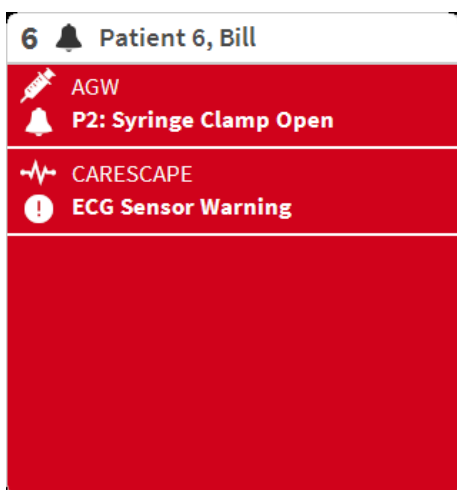 6 Patient 6, Bill
AGW
P2: Syringe Clamp Open
CARESCAPE
ECG Sensor Warning